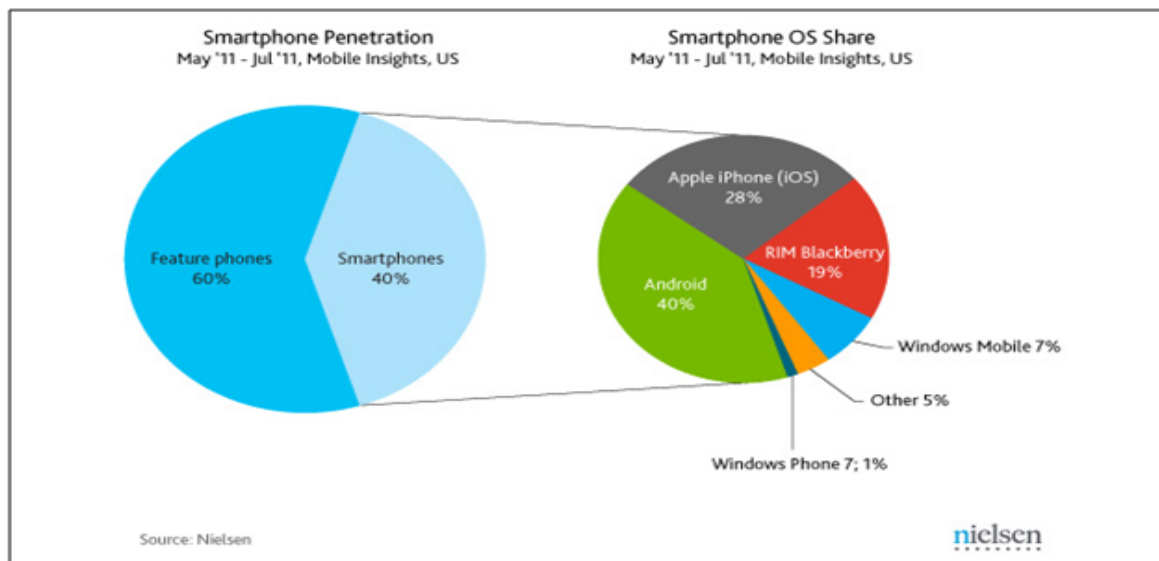 Smartphone Penetration
May '11 - Jul '11, Mobile Insights, US
Feature phones
60%
Smartphones
40%
Smartphone OS Share
May '11 - Jul '11, Mobile Insights, US
Apple iPhone (iOS)
28%
RIM Blackberry
19%
Android
40%
Windows Mobile 7%
Other 5%
Windows Phone 7; 1%
Source: Nielsen
nielsen